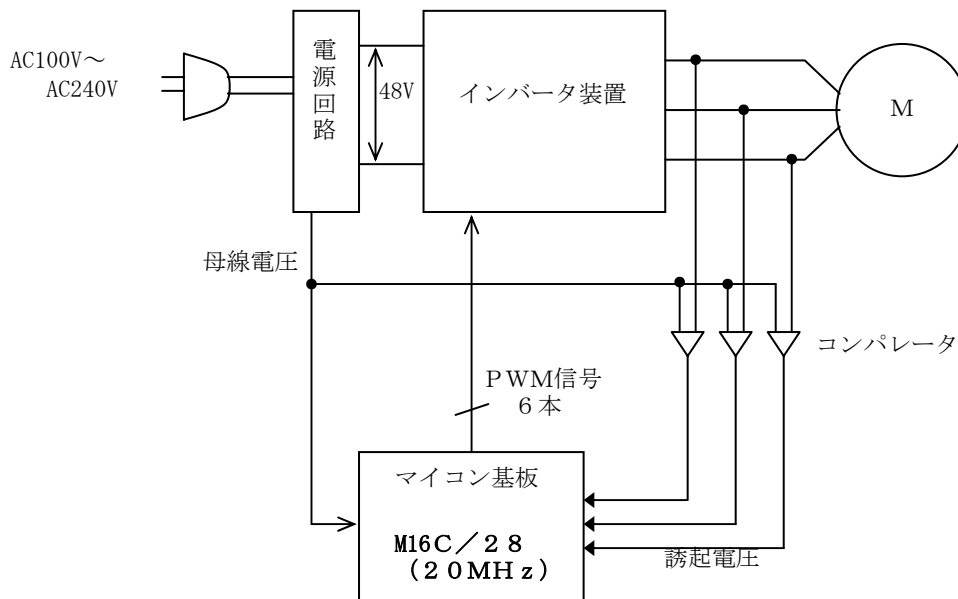 AC100V～
AC240V
電源回路
48V
インバータ装置
M
母線電圧
コンパレータ
PWM信号
６本
マイコン基板
M16C／２８
(２０MHz)
誘起電圧